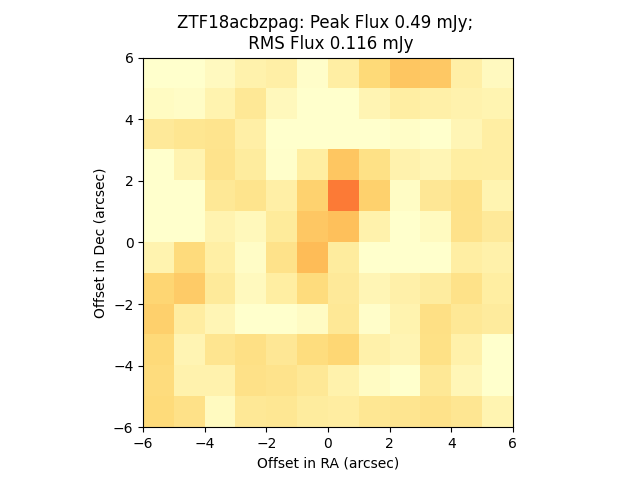 ZTF18acbzpag: Peak Flux 0.49 mJy;
RMS Flux 0.116 mJy
6
4
2
0
−2
−4
−6
Offset in Dec (arcsec)
−6 −4 −2 0 2 4 6
Offset in RA (arcsec)